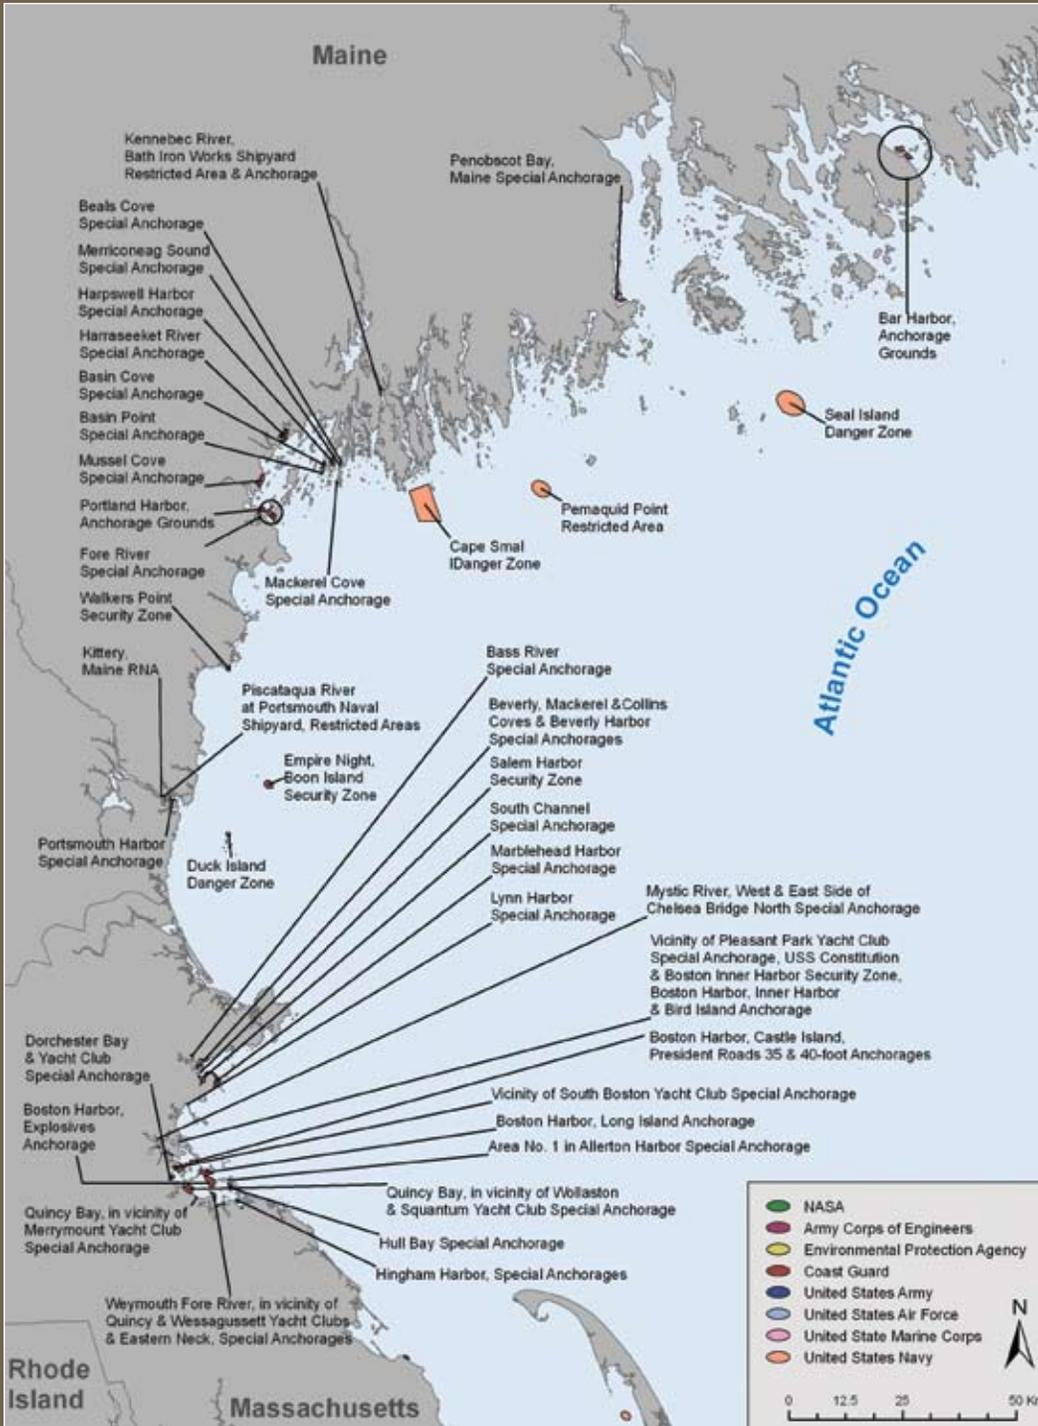 Maine
Kennebec River,
Bath Iron Works Shipyard
Restricted Area & Anchorage
Penobscot Bay,
Maine Special Anchorage
Beals Cove
Special Anchorage
Merriconeag Sound
Special Anchorage
Harpswell Harbor
Special Anchorage
Harraseeket River
Special Anchorage
Basin Cove
Special Anchorage
Basin Point
Special Anchorage
Mussel Cove
Special Anchorage
Portland Harbor,
Anchorage Grounds
Fore River
Special Anchorage
Walkers Point
Security Zone
Kittery,
Maine RNA
Mackerel Cove
Special Anchorage
Bar Harbor,
Anchorage
Grounds
Seal Island
Danger Zone
Pemaquid Point
Restricted Area
Cape Smal
lDanger Zone
Atlantic Ocean
Piscataqua River
at Portsmouth Naval
Shipyard, Restricted Areas
Empire Night,
Boon Island
Security Zone
Portsmouth Harbor
Special Anchorage
Duck Island
Danger Zone
Bass River
Special Anchorage
Beverly, Mackerel &Collins
Coves & Beverly Harbor
Special Anchorages
Salem Harbor
Security Zone
South Channel
Special Anchorage
Marblehead Harbor
Special Anchorage
Lynn Harbor
Special Anchorage
Mystic River, West & East Side of
Chelsea Bridge North Special Anchorage
Vicinity of Pleasant Park Yacht Club
Special Anchorage, USS Constitution
& Boston Inner Harbor Security Zone,
Boston Harbor, Inner Harbor
& Bird Island Anchorage
Boston Harbor, Castle Island,
President Roads 35 & 40-foot Anchorages
Vicinity of South Boston Yacht Club Special Anchorage
Boston Harbor, Long Island Anchorage
Area No. 1 in Allerton Harbor Special Anchorage
Dorchester Bay
& Yacht Club
Special Anchorage
Boston Harbor,
Explosives
Anchorage
Quincy Bay, in vicinity of
Merrymount Yacht Club
Special Anchorage
Quincy Bay, in vicinity of Wollaston
& Squantum Yacht Club Special Anchorage
Hull Bay Special Anchorage
Hingham Harbor, Special Anchorages
Weymouth Fore River, in vicinity of
Quincy & Wessagussett Yacht Clubs
& Eastern Neck, Special Anchorages
Rhode
Island
Massachusetts
NASA
Army Corps of Engineers
Environmental Protection Agency
Coast Guard
United States Army
United States Air Force
United State Marine Corps
United States Navy
N
0 12.5 25 50 K